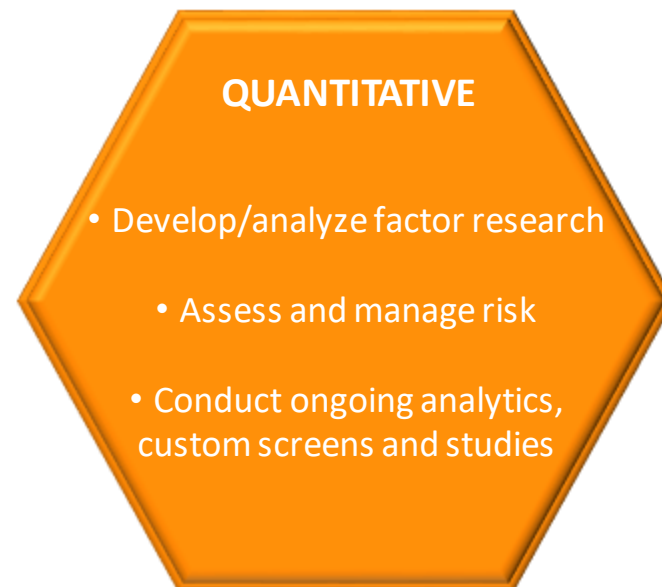 QUANTITATIVE
• Develop/analyze factor research
• Assess and manage risk
• Conduct ongoing analytics,
custom screens and studies